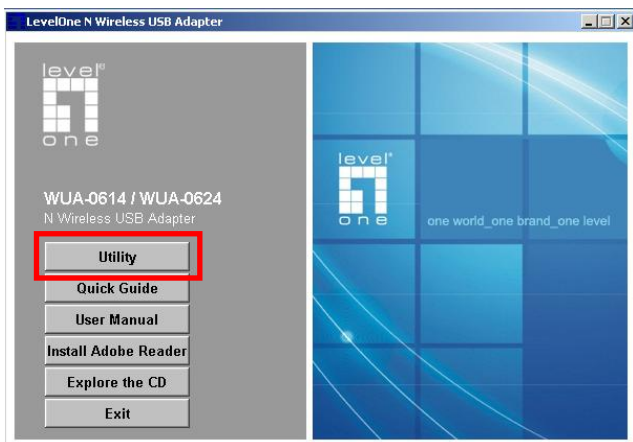 LevelOne N Wireless USB Adapter
level®
one
WUA-0614 / WUA-0624
N Wireless USB Adapter
Utility
Quick Guide
User Manual
Install Adobe Reader
Explore the CD
Exit
level®
one
one world_one brand_one level